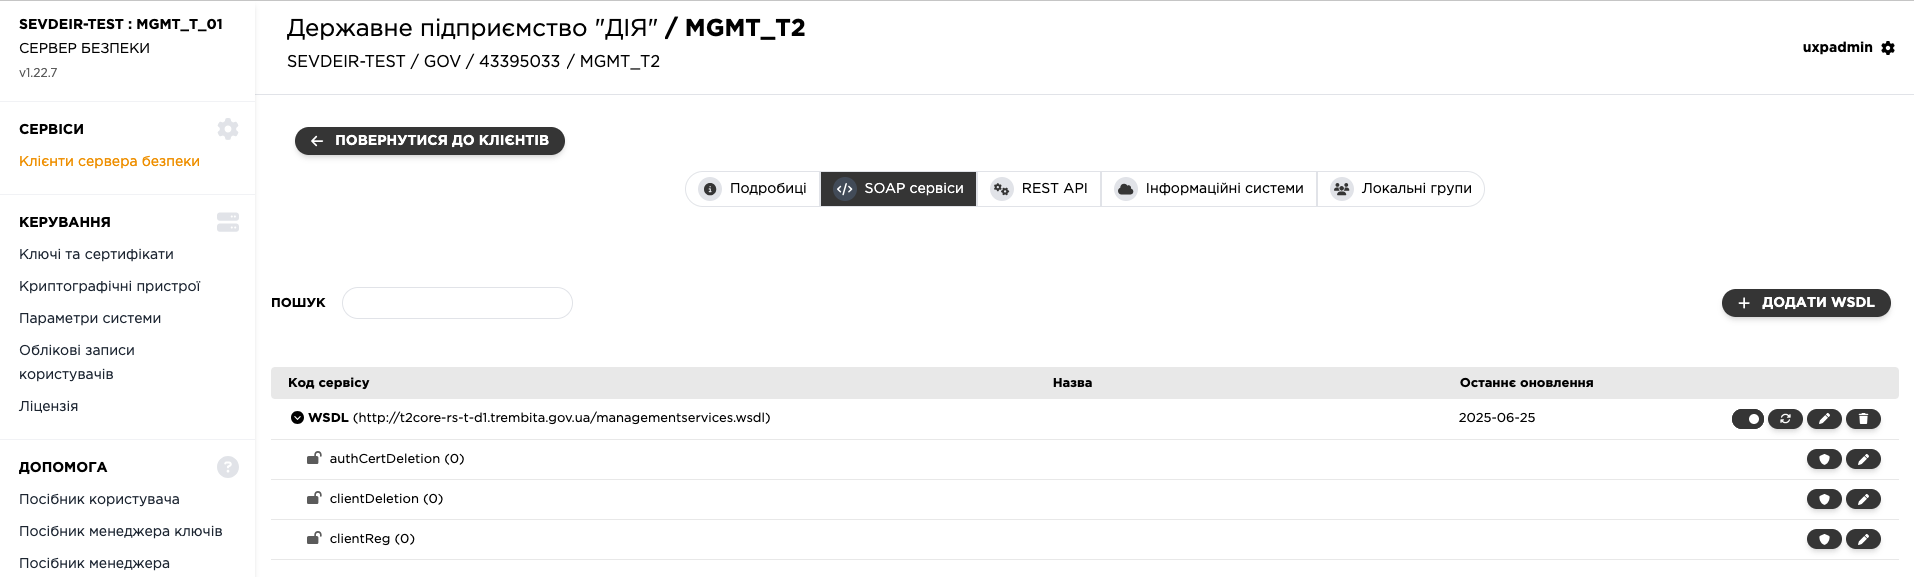 SEVDEIR-TEST : MGMT_T_01
СЕРВЕР БЕЗПЕКИ
v1.22.7
СЕРВІСИ
Клієнти сервера безпеки
КЕРУВАННЯ
Ключі та сертифікати
Криптографічні пристрої
Параметри системи
Облікові записи
користувачів
Ліцензія
ДОПОМОГА
Посібник користувача
Посібник менеджера ключів
Посібник менеджера
Державне підприємство "ДІЯ" / MGMT_T2
SEVDEIR-TEST / GOV / 43395033 / MGMT_T2
uxpadmin
ПОВЕРНУТИСЯ ДО КЛІЄНТІВ
Подробиці SOAP сервіси REST API Інформаційні системи Локальні групи
ПОШУК
ДОДАТИ WSDL
Код сервісу Назва Останнє оновлення
WSDL (http://t2core-rs-t-d1.trembita.gov.ua/managementservices.wsdl) 2025-06-25
authCertDeletion (0)
clientDeletion (0)
clientReg (0)